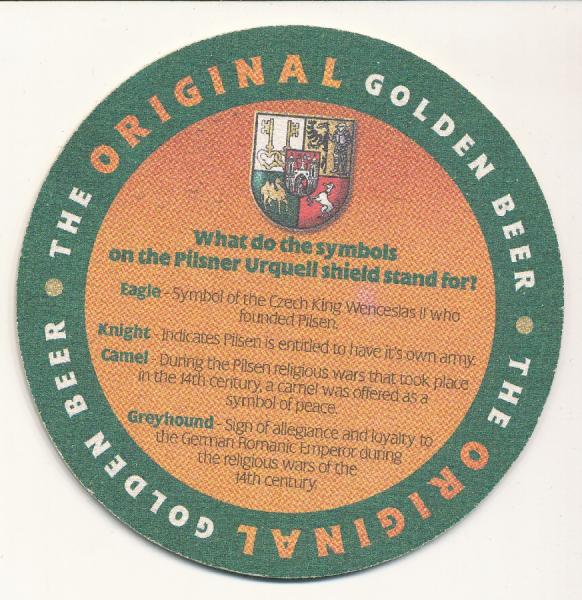 THE ORIGINAL GOLDEN BEER
THE ORIGINAL GOLDEN BEER
What do the symbols
on the Pilsner Urquell shield stand for?
Eagle - Symbol of the Czech King Wenceslas II who
founded Pilsen.
Knight - Indicates Pilsen is entitled to have it's own army.
Camel - During the Pilsen religious wars that took place
in the 14th century, a camel was offered as a
symbol of peace.
Greyhound - Sign of allegiance and loyalty to
the German Romanic Emperor during
the religious wars of the
14th century.